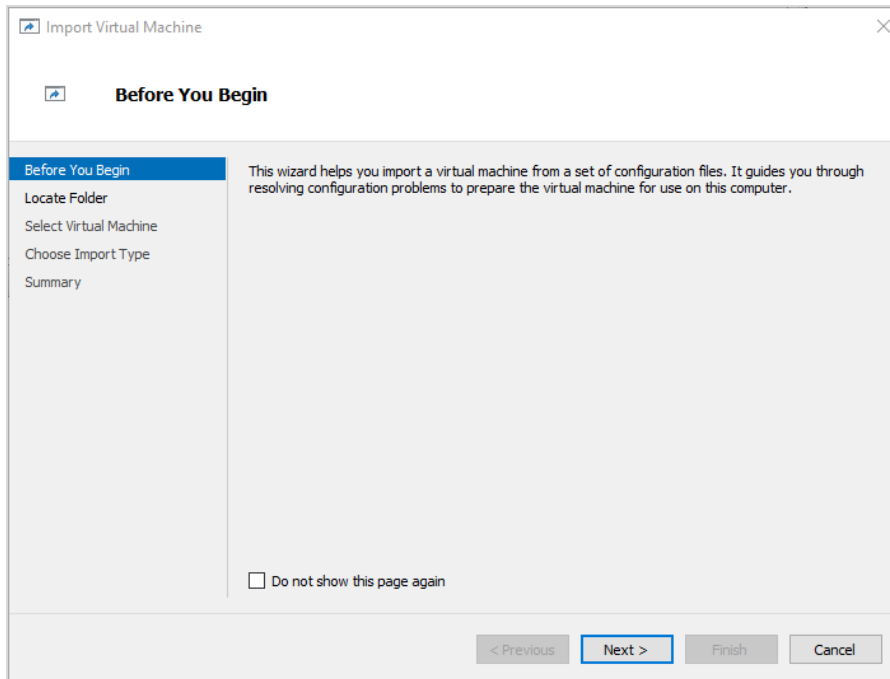 Import Virtual Machine
Before You Begin
Before You Begin
Locate Folder
Select Virtual Machine
Choose Import Type
Summary
This wizard helps you import a virtual machine from a set of configuration files. It guides you through
resolving configuration problems to prepare the virtual machine for use on this computer.
Do not show this page again
< Previous
Next >
Finish
Cancel